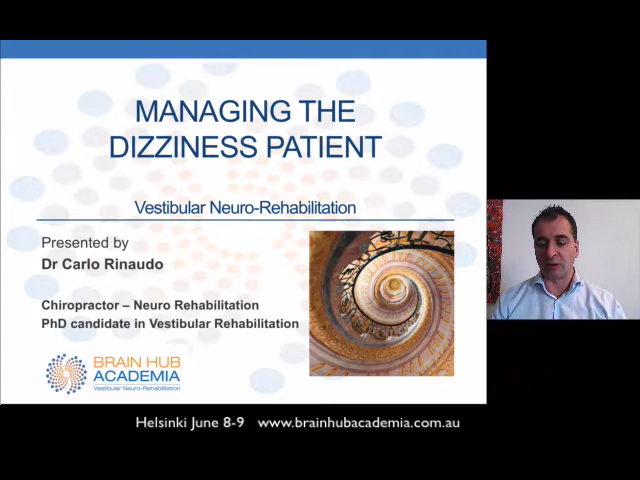 MANAGING THE
DIZZINESS PATIENT
Vestibular Neuro-Rehabilitation
Presented by
Dr Carlo Rinaudo
Chiropractor – Neuro Rehabilitation
PhD candidate in Vestibular Rehabilitation
BRAIN HUB
ACADEMIA
Vestibular Neuro-Rehabilitation
Helsinki June 8-9 www.brainhubacademia.com.au